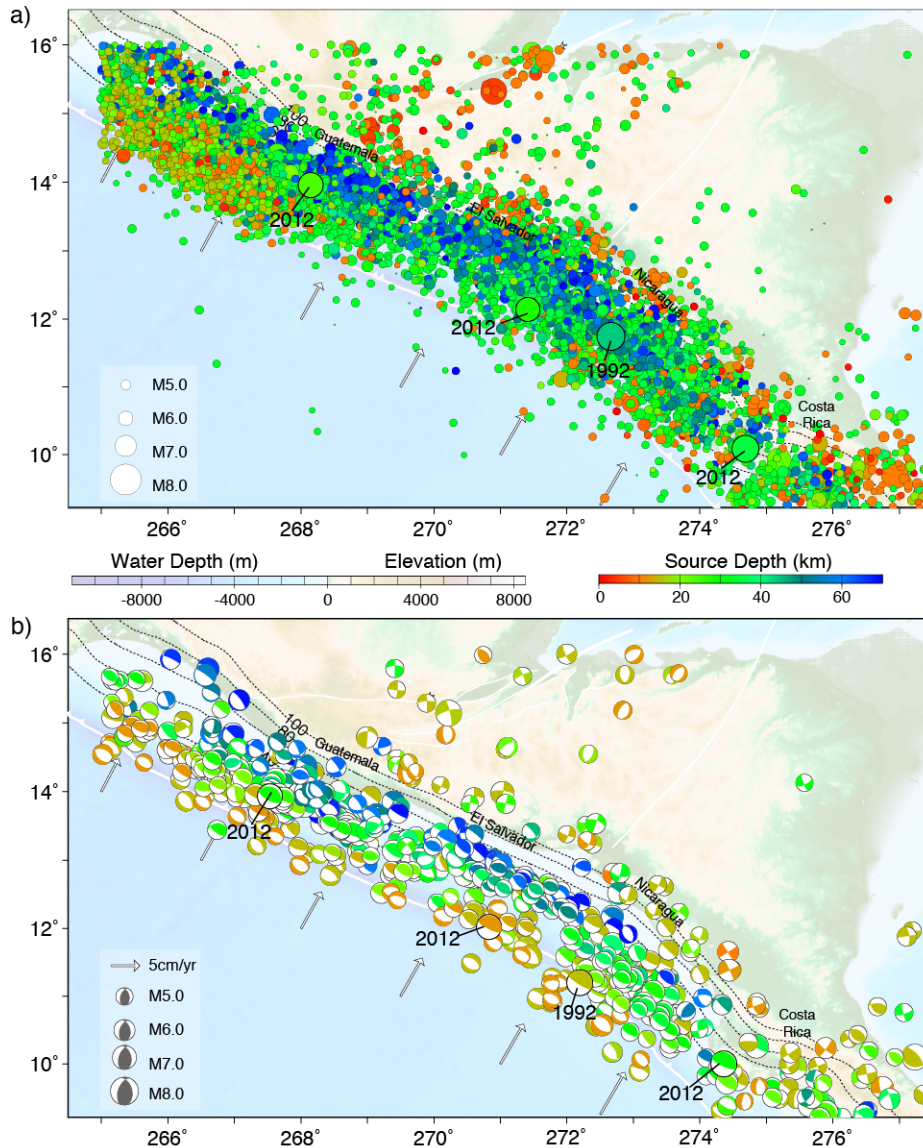 a)
16°
14°
12°
10°
100
Guatemala
El Salvador
Nicaragua
Costa
Rica
2012
2012
1992
2012
M5.0
M6.0
M7.0
M8.0
266° 268° 270° 272° 274° 276°
Water Depth (m) Elevation (m) Source Depth (km)
-8000 -4000 0 4000 8000 0 20 40 60
b)
16°
14°
12°
10°
100
80
Guatemala
El Salvador
Nicaragua
Costa
Rica
2012
2012
1992
2012
5cm/yr
M5.0
M6.0
M7.0
M8.0
266° 268° 270° 272° 274° 276°